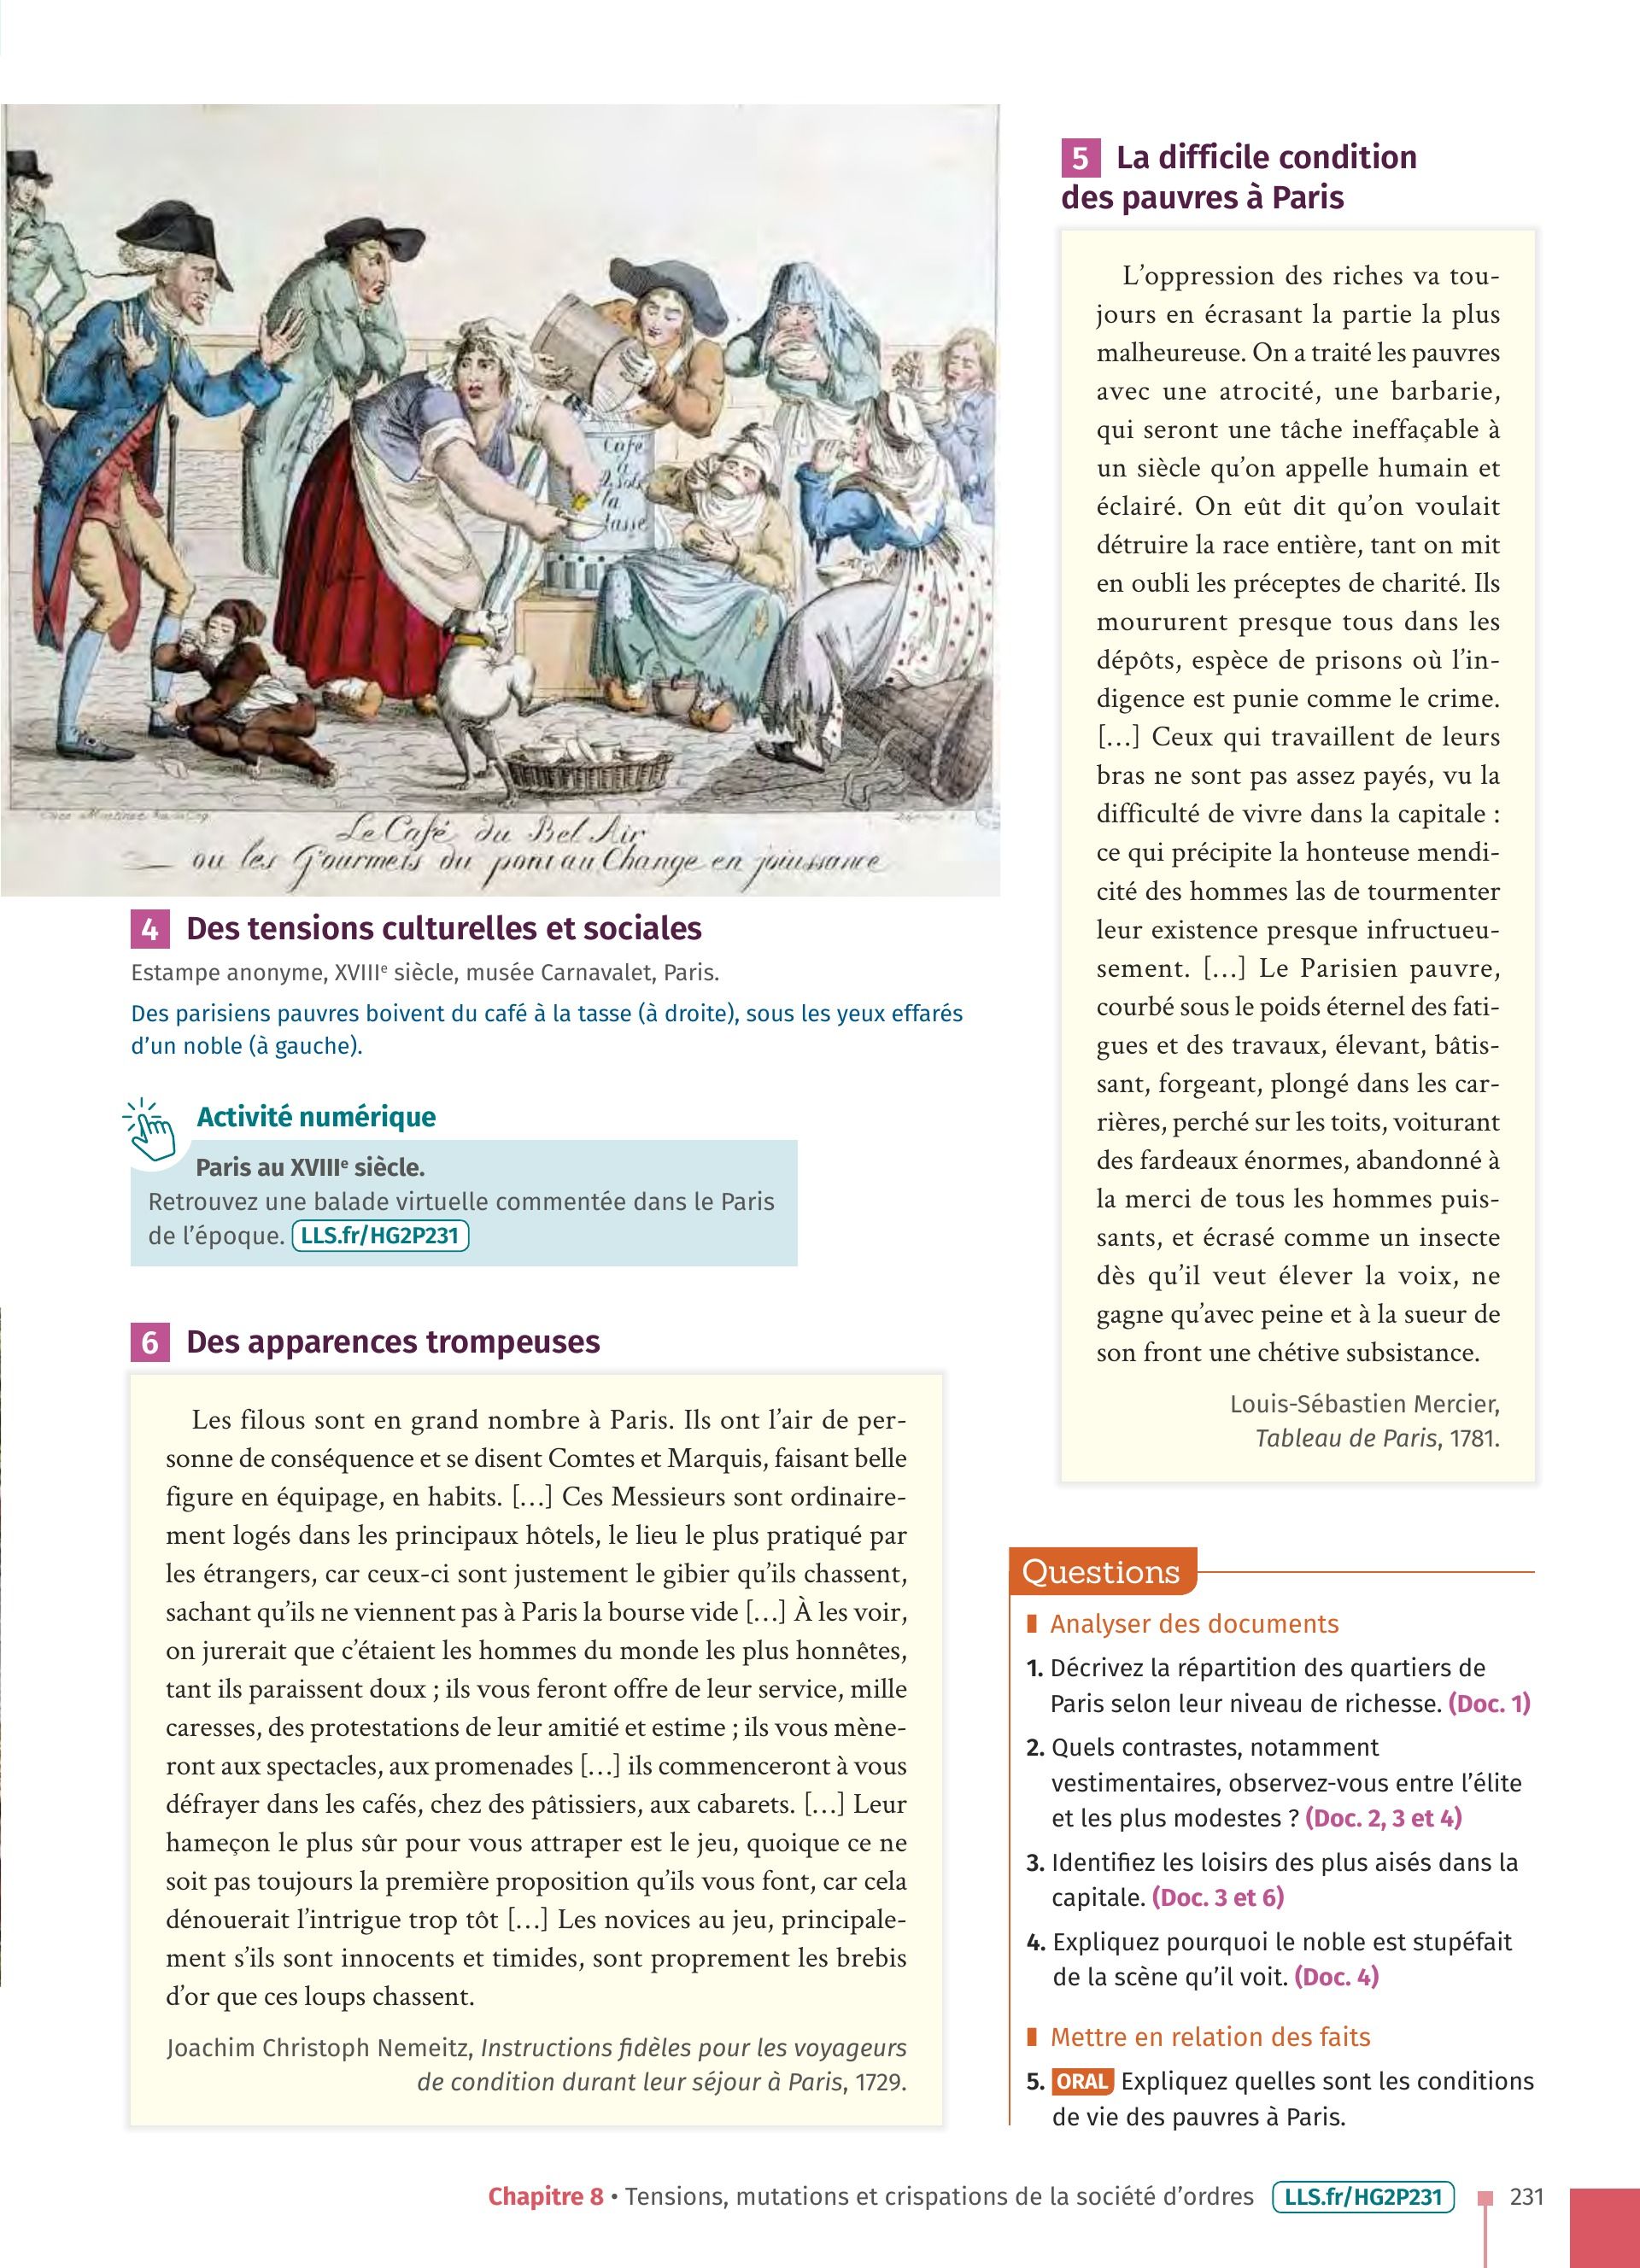 Café
à
2 sols
la
tasse
Le Café du Bel Air
ou les Gourmets du pont au Change en jouissance
4 Des tensions culturelles et sociales
Estampe anonyme, XVIIIᵉ siècle, musée Carnavalet, Paris.
Des parisiens pauvres boivent du café à la tasse (à droite), sous les yeux effarés
d’un noble (à gauche).
Activité numérique
Paris au XVIIIᵉ siècle.
Retrouvez une balade virtuelle commentée dans le Paris
de l’époque. LLS.fr/HG2P231
5 La difficile condition
des pauvres à Paris
L’oppression des riches va tou-
jours en écrasant la partie la plus
malheureuse. On a traité les pauvres
avec une atrocité, une barbarie,
qui seront une tâche ineffaçable à
un siècle qu’on appelle humain et
éclairé. On eût dit qu’on voulait
détruire la race entière, tant on mit
en oubli les préceptes de charité. Ils
moururent presque tous dans les
dépôts, espèce de prisons où l’in-
digence est punie comme le crime.
[…] Ceux qui travaillent de leurs
bras ne sont pas assez payés, vu la
difficulté de vivre dans la capitale :
ce qui précipite la honteuse mendi-
cité des hommes las de tourmenter
leur existence presque infructueu-
sement. […] Le Parisien pauvre,
courbé sous le poids éternel des fati-
gues et des travaux, élevant, bâtis-
sant, forgeant, plongé dans les car-
rières, perché sur les toits, voiturant
des fardeaux énormes, abandonné à
la merci de tous les hommes puis-
sants, et écrasé comme un insecte
dès qu’il veut élever la voix, ne
gagne qu’avec peine et à la sueur de
son front une chétive subsistance.
Louis-Sébastien Mercier,
Tableau de Paris, 1781.
6 Des apparences trompeuses
Les filous sont en grand nombre à Paris. Ils ont l’air de per-
sonne de conséquence et se disent Comtes et Marquis, faisant belle
figure en équipage, en habits. […] Ces Messieurs sont ordinaire-
ment logés dans les principaux hôtels, le lieu le plus pratiqué par
les étrangers, car ceux-ci sont justement le gibier qu’ils chassent,
sachant qu’ils ne viennent pas à Paris la bourse vide […] À les voir,
on jurerait que c’étaient les hommes du monde les plus honnêtes,
tant ils paraissent doux ; ils vous feront offre de leur service, mille
caresses, des protestations de leur amitié et estime ; ils vous mène-
ront aux spectacles, aux promenades […] ils commenceront à vous
défrayer dans les cafés, chez des pâtissiers, aux cabarets. […] Leur
hameçon le plus sûr pour vous attraper est le jeu, quoique ce ne
soit pas toujours la première proposition qu’ils vous font, car cela
dénouerait l’intrigue trop tôt […] Les novices au jeu, principale-
ment s’ils sont innocents et timides, sont proprement les brebis
d’or que ces loups chassent.
Joachim Christoph Nemeitz, Instructions fidèles pour les voyageurs
de condition durant leur séjour à Paris, 1729.
Questions
Analyser des documents
1. Décrivez la répartition des quartiers de
Paris selon leur niveau de richesse. (Doc. 1)
2. Quels contrastes, notamment
vestimentaires, observez-vous entre l’élite
et les plus modestes ? (Doc. 2, 3 et 4)
3. Identifiez les loisirs des plus aisés dans la
capitale. (Doc. 3 et 6)
4. Expliquez pourquoi le noble est stupéfait
de la scène qu’il voit. (Doc. 4)
Mettre en relation des faits
5. ORAL Expliquez quelles sont les conditions
de vie des pauvres à Paris.
Chapitre 8 • Tensions, mutations et crispations de la société d’ordres LLS.fr/HG2P231 231